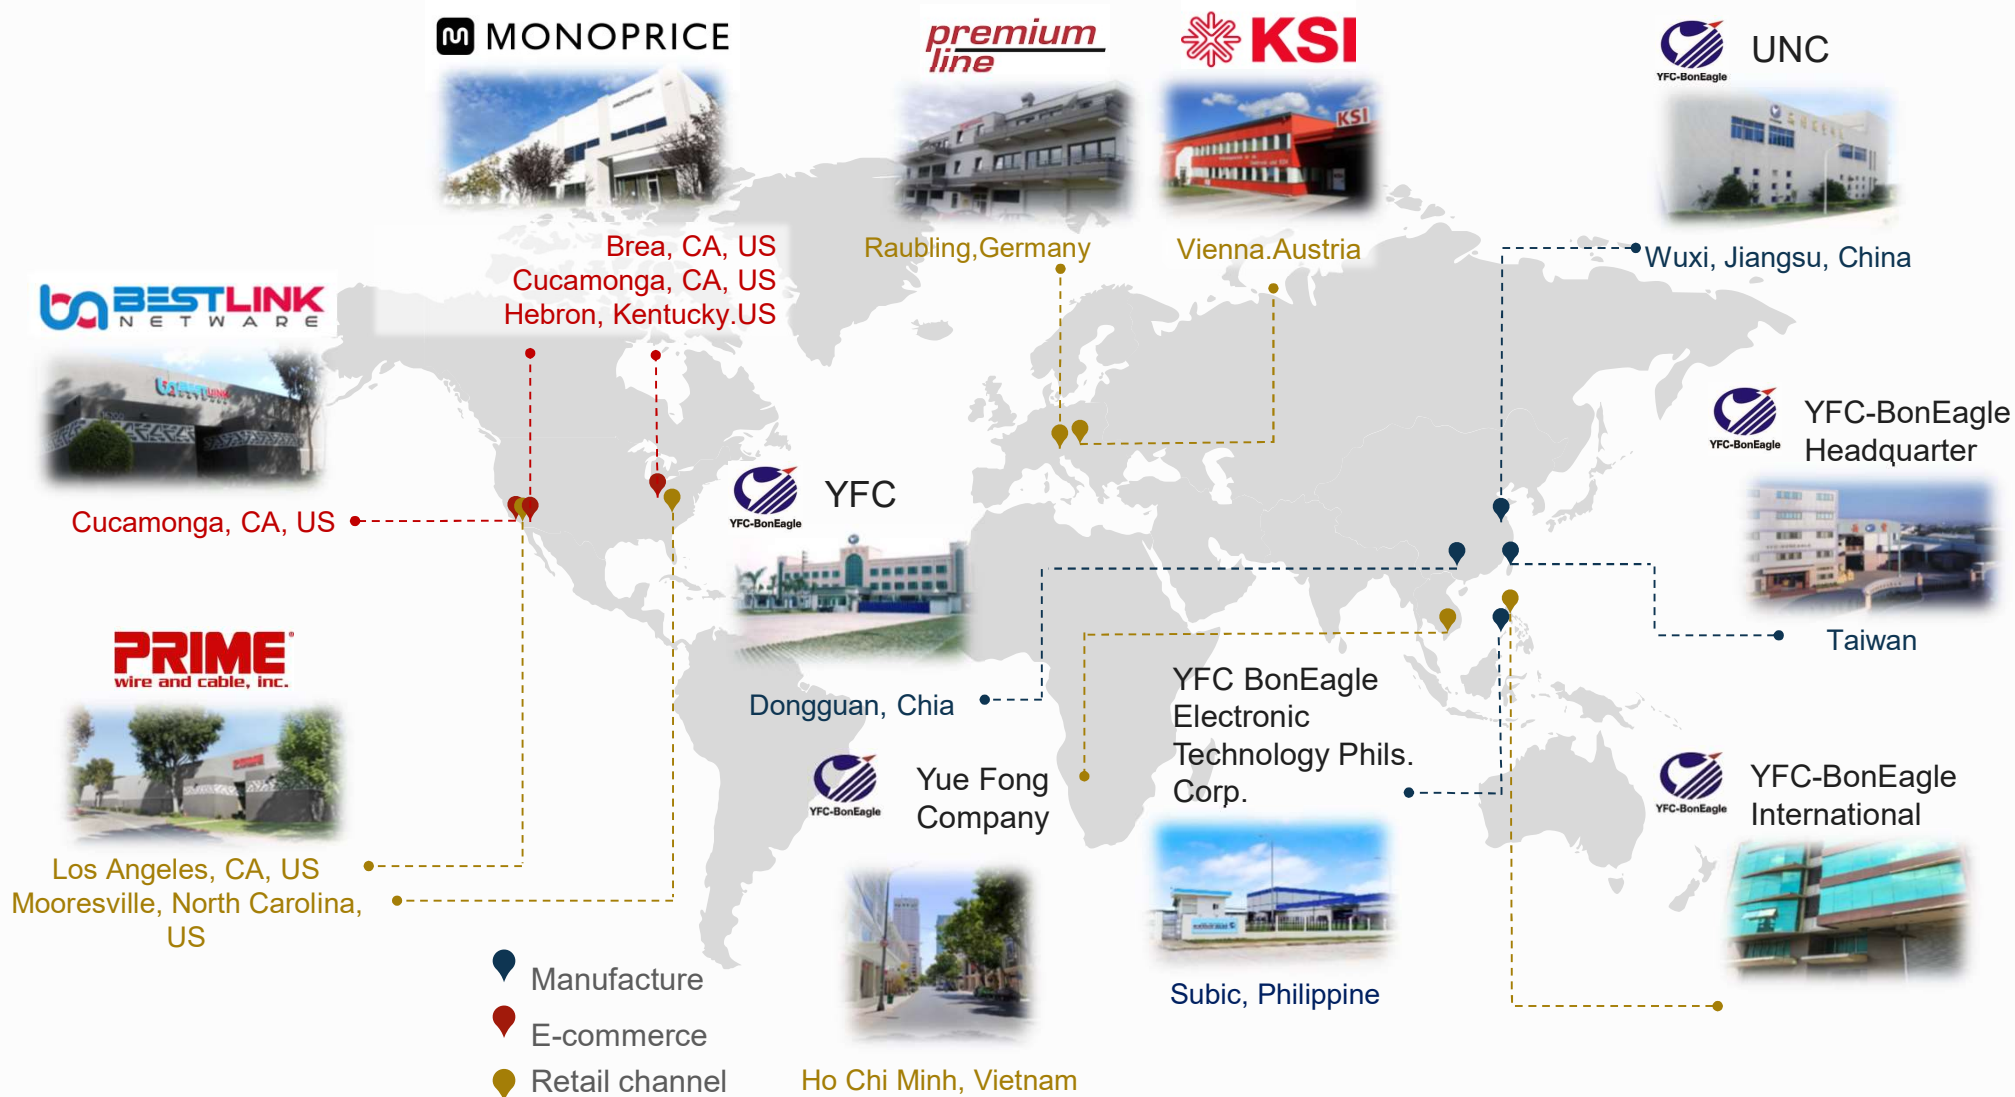 MONOPRICE
MONOPRICE
Brea, CA, US
Cucamonga, CA, US
Hebron, Kentucky.US
premium
line
Raubling,Germany
KSI
KSI
Vienna.Austria
YFC-BonEagle
UNC
Wuxi, Jiangsu, China
BESTLINK
NETWARE
BESTLINK
Cucamonga, CA, US
YFC-BonEagle
YFC-BonEagle
Headquarter
Taiwan
YFC-BonEagle
YFC
Dongguan, Chia
PRIME®
wire and cable, inc.
PRIME
Los Angeles, CA, US
Mooresville, North Carolina,
US
YFC-BonEagle
Yue Fong
Company
Ho Chi Minh, Vietnam
YFC BonEagle
Electronic
Technology Phils.
Corp.
Subic, Philippine
YFC-BonEagle
YFC-BonEagle
International
Manufacture
E-commerce
Retail channel